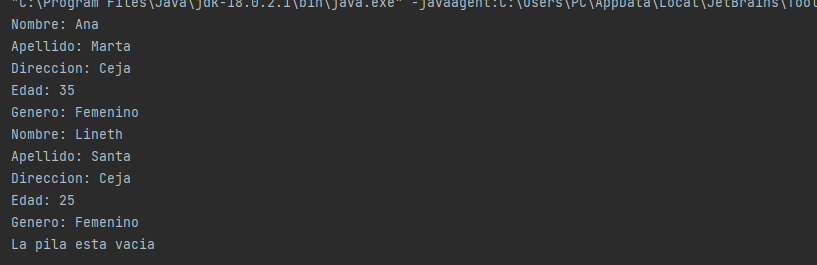 "C:\Program Files\Java\jdk-18.0.2.1\bin\java.exe" -javaagent:C:\Users\PC\AppData\Local\JetBrains\Tool
Nombre: Ana
Apellido: Marta
Direccion: Ceja
Edad: 35
Genero: Femenino
Nombre: Lineth
Apellido: Santa
Direccion: Ceja
Edad: 25
Genero: Femenino
La pila esta vacia